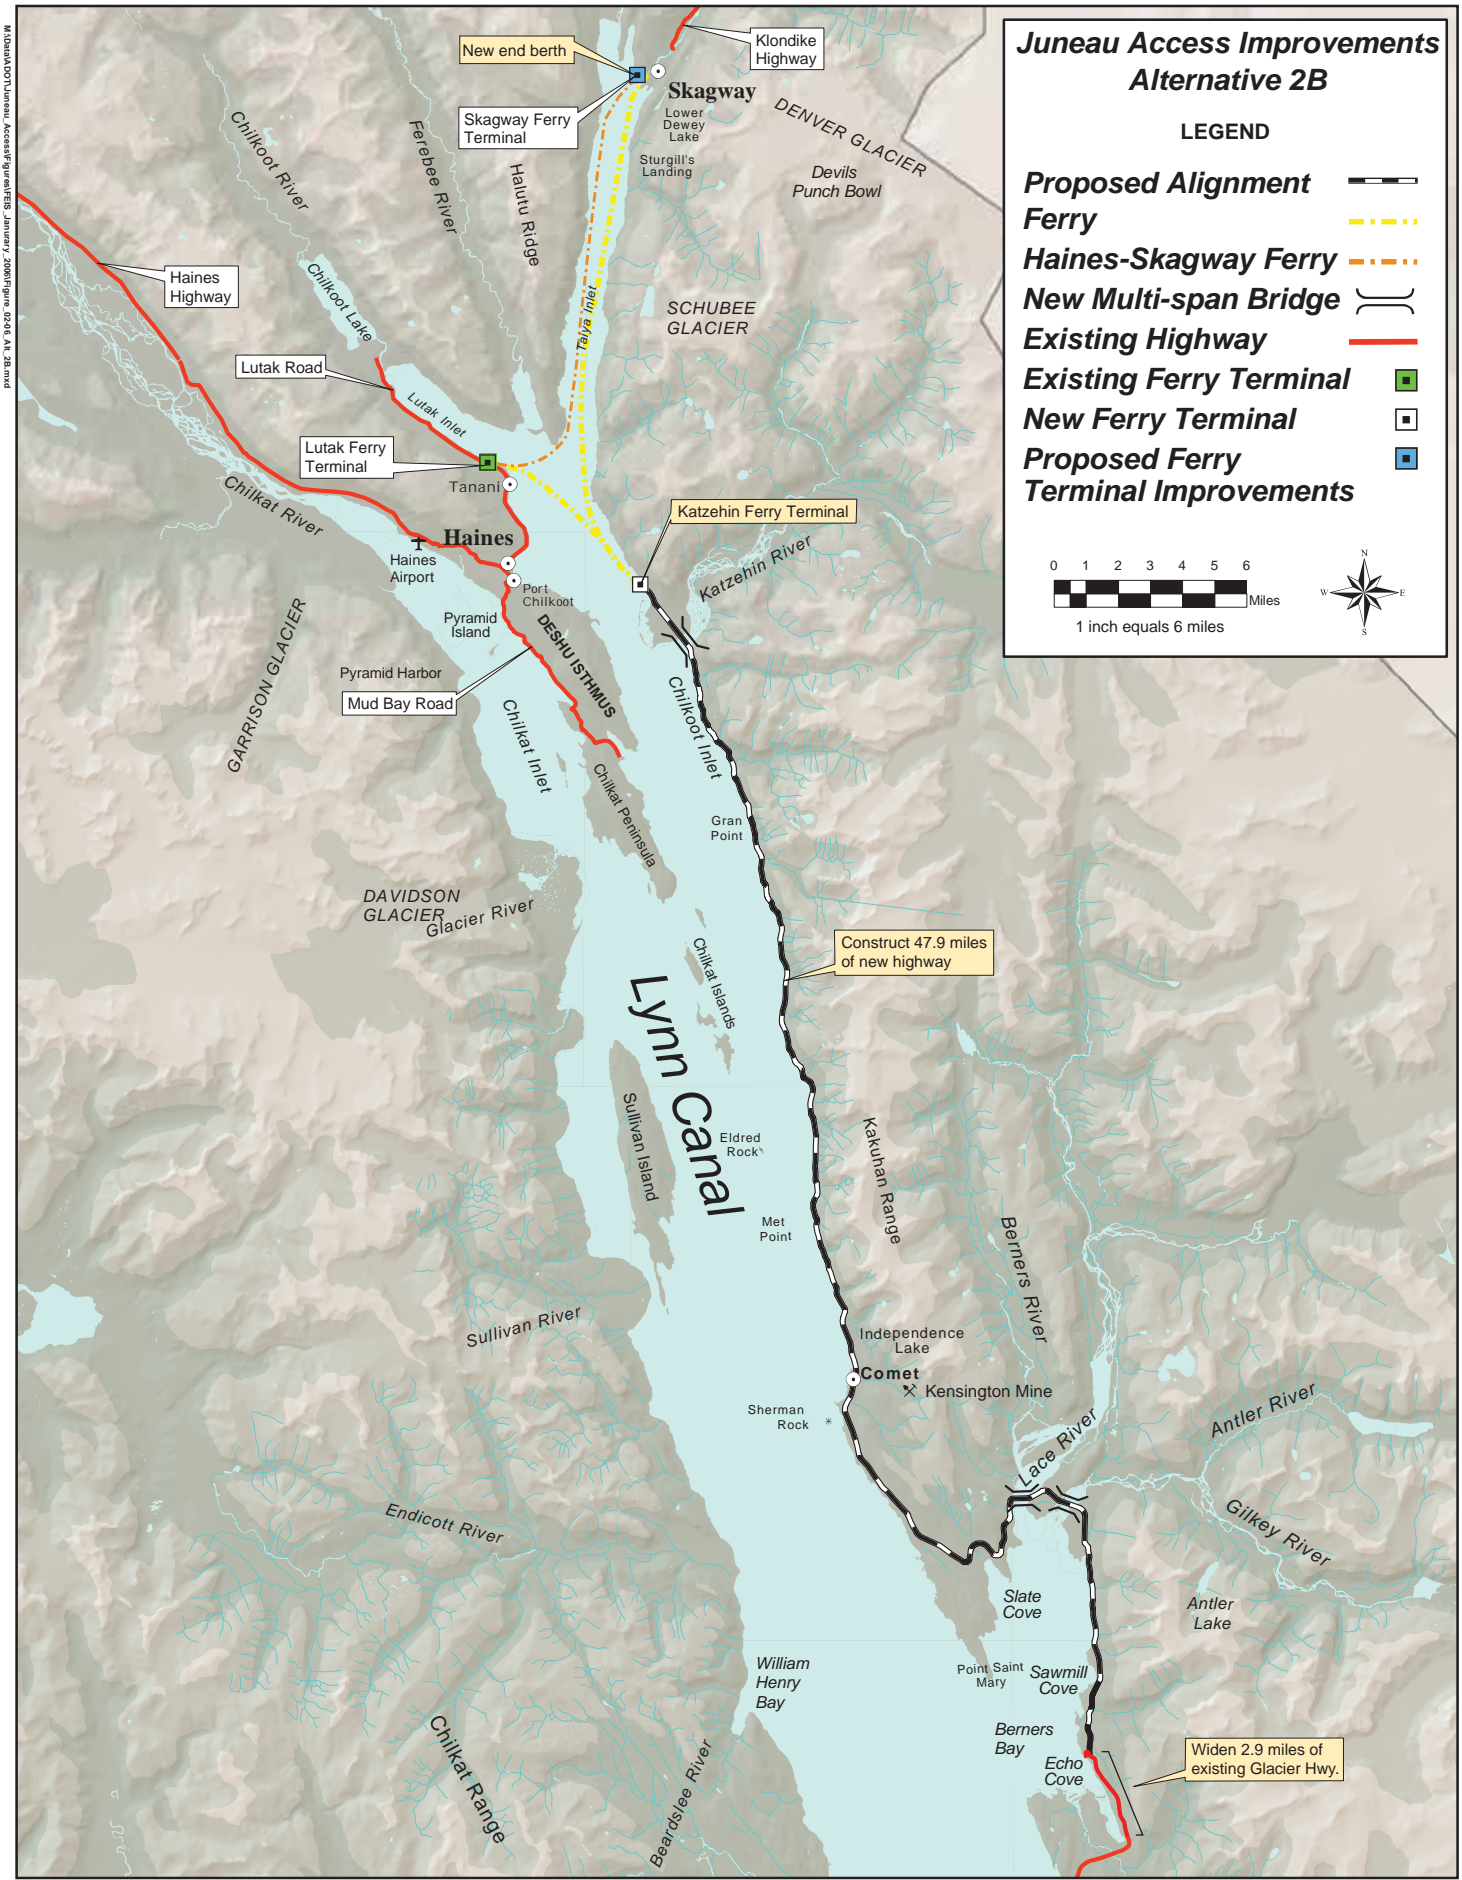 M:\Data\ADOT\Juneau_Access\Figures\FEIS_Janurary_2006\Figure_02-06_Alt_2B.mxd
Juneau Access Improvements
Alternative 2B
LEGEND
Proposed Alignment
Ferry
Haines-Skagway Ferry
New Multi-span Bridge
Existing Highway
Existing Ferry Terminal
New Ferry Terminal
Proposed Ferry
Terminal Improvements
0 1 2 3 4 5 6
Miles
1 inch equals 6 miles
N
W
E
S
New end berth
Klondike
Highway
Skagway
Skagway Ferry
Terminal
Lower
Dewey
Lake
DENVER GLACIER
Sturgill's
Landing
Devils
Punch Bowl
Chilkoot River
Ferebee River
Halutu Ridge
Haines
Highway
Chilkoot Lake
Taiya Inlet
SCHUBEE
GLACIER
Lutak Road
Lutak Inlet
Lutak Ferry
Terminal
Tanani
Chilkat River
Katzehin Ferry Terminal
Haines
Haines
Airport
Katzehin River
Port
Chilkoot
Pyramid
Island
DESHU ISTHMUS
GARRISON GLACIER
Pyramid Harbor
Mud Bay Road
Chilkat Inlet
Chilkoot Inlet
Chilkat Peninsula
Gran
Point
DAVIDSON
GLACIER
Glacier River
Construct 47.9 miles
of new highway
Chilkat Islands
Lynn Canal
Sullivan Island
Eldred
Rock
Kakuhan Range
Met
Point
Berners River
Sullivan River
Independence
Lake
Comet
Kensington Mine
Sherman
Rock
Lace River
Antler River
Endicott River
Gilkey River
Slate
Cove
Antler
Lake
William
Henry
Bay
Point Saint
Mary
Sawmill
Cove
Berners
Bay
Echo
Cove
Widen 2.9 miles of
existing Glacier Hwy.
Chilkat Range
Beardslee River